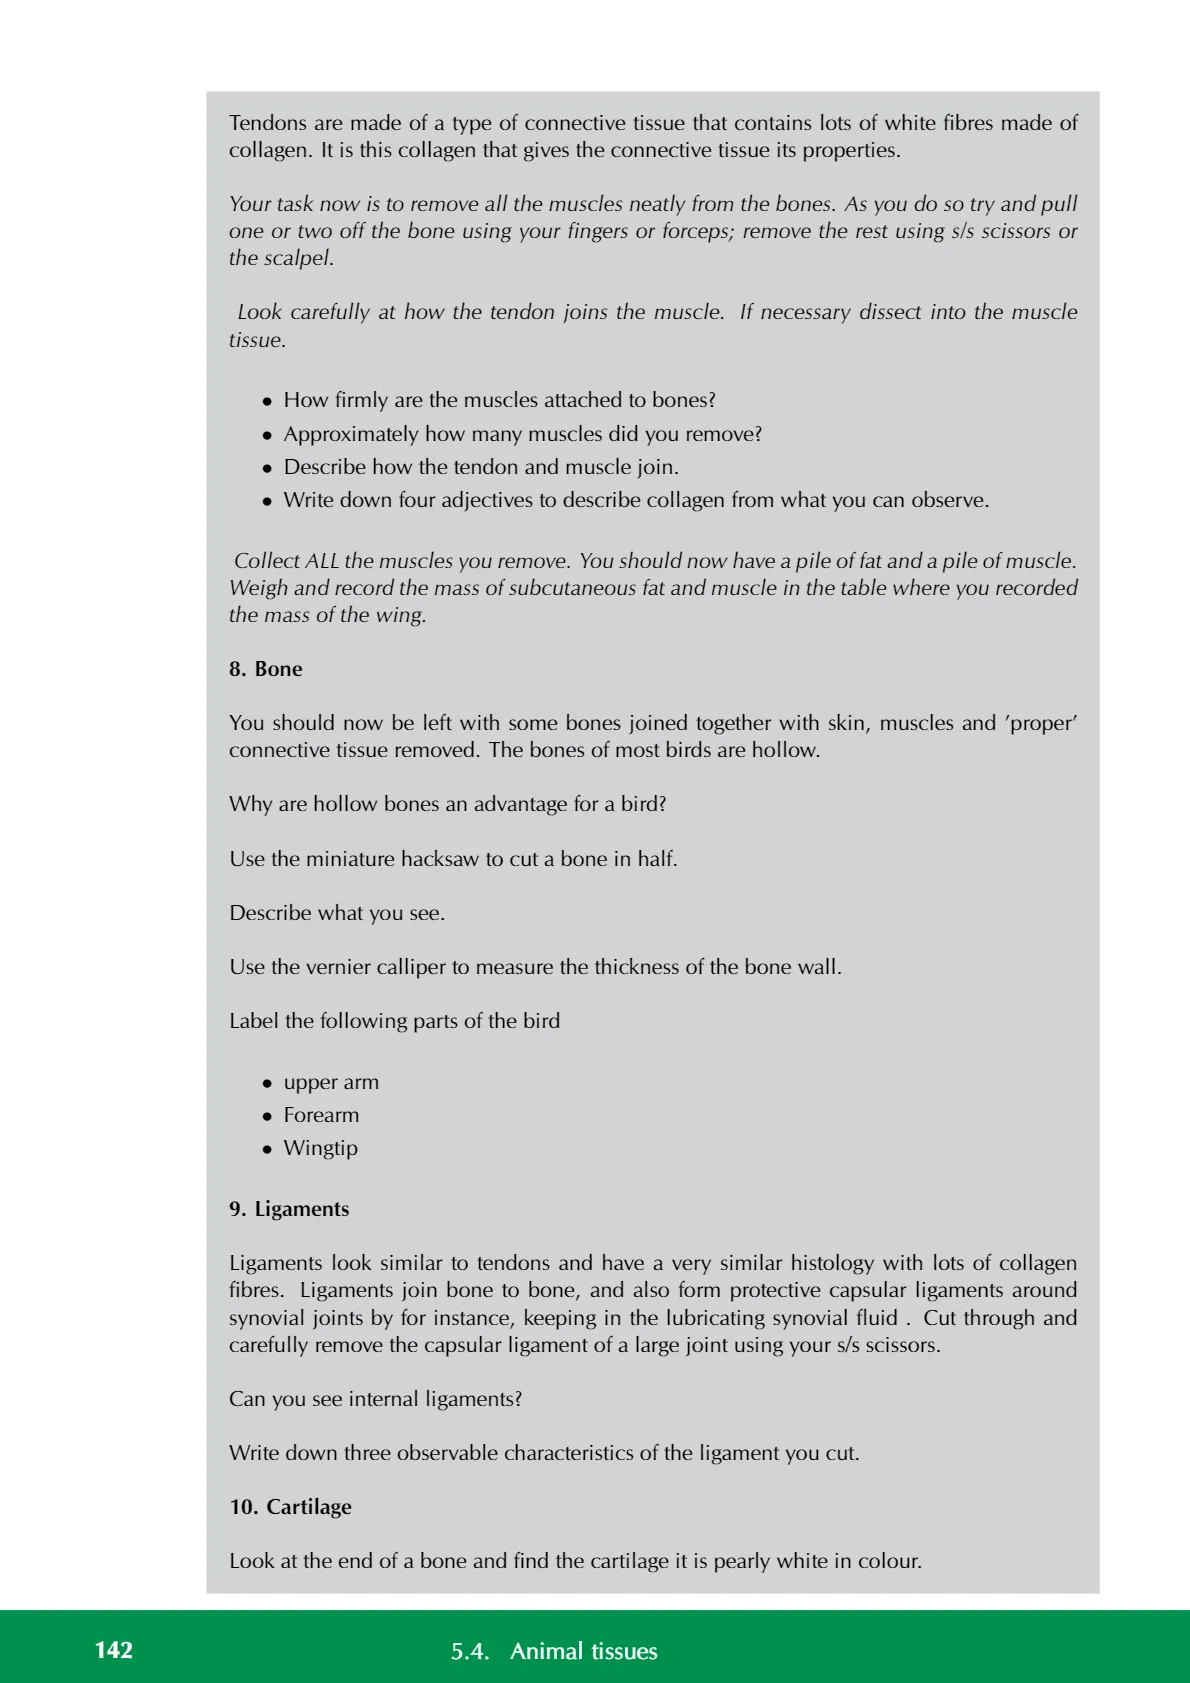 Tendons are made of a type of connective tissue that contains lots of white fibres made of
collagen. It is this collagen that gives the connective tissue its properties.
Your task now is to remove all the muscles neatly from the bones. As you do so try and pull
one or two off the bone using your fingers or forceps; remove the rest using s/s scissors or
the scalpel.
Look carefully at how the tendon joins the muscle. If necessary dissect into the muscle
tissue.
• How firmly are the muscles attached to bones?
• Approximately how many muscles did you remove?
• Describe how the tendon and muscle join.
• Write down four adjectives to describe collagen from what you can observe.
Collect ALL the muscles you remove. You should now have a pile of fat and a pile of muscle.
Weigh and record the mass of subcutaneous fat and muscle in the table where you recorded
the mass of the wing.
8. Bone
You should now be left with some bones joined together with skin, muscles and ’proper’
connective tissue removed. The bones of most birds are hollow.
Why are hollow bones an advantage for a bird?
Use the miniature hacksaw to cut a bone in half.
Describe what you see.
Use the vernier calliper to measure the thickness of the bone wall.
Label the following parts of the bird
• upper arm
• Forearm
• Wingtip
9. Ligaments
Ligaments look similar to tendons and have a very similar histology with lots of collagen
fibres. Ligaments join bone to bone, and also form protective capsular ligaments around
synovial joints by for instance, keeping in the lubricating synovial fluid . Cut through and
carefully remove the capsular ligament of a large joint using your s/s scissors.
Can you see internal ligaments?
Write down three observable characteristics of the ligament you cut.
10. Cartilage
Look at the end of a bone and find the cartilage it is pearly white in colour.
142 5.4. Animal tissues